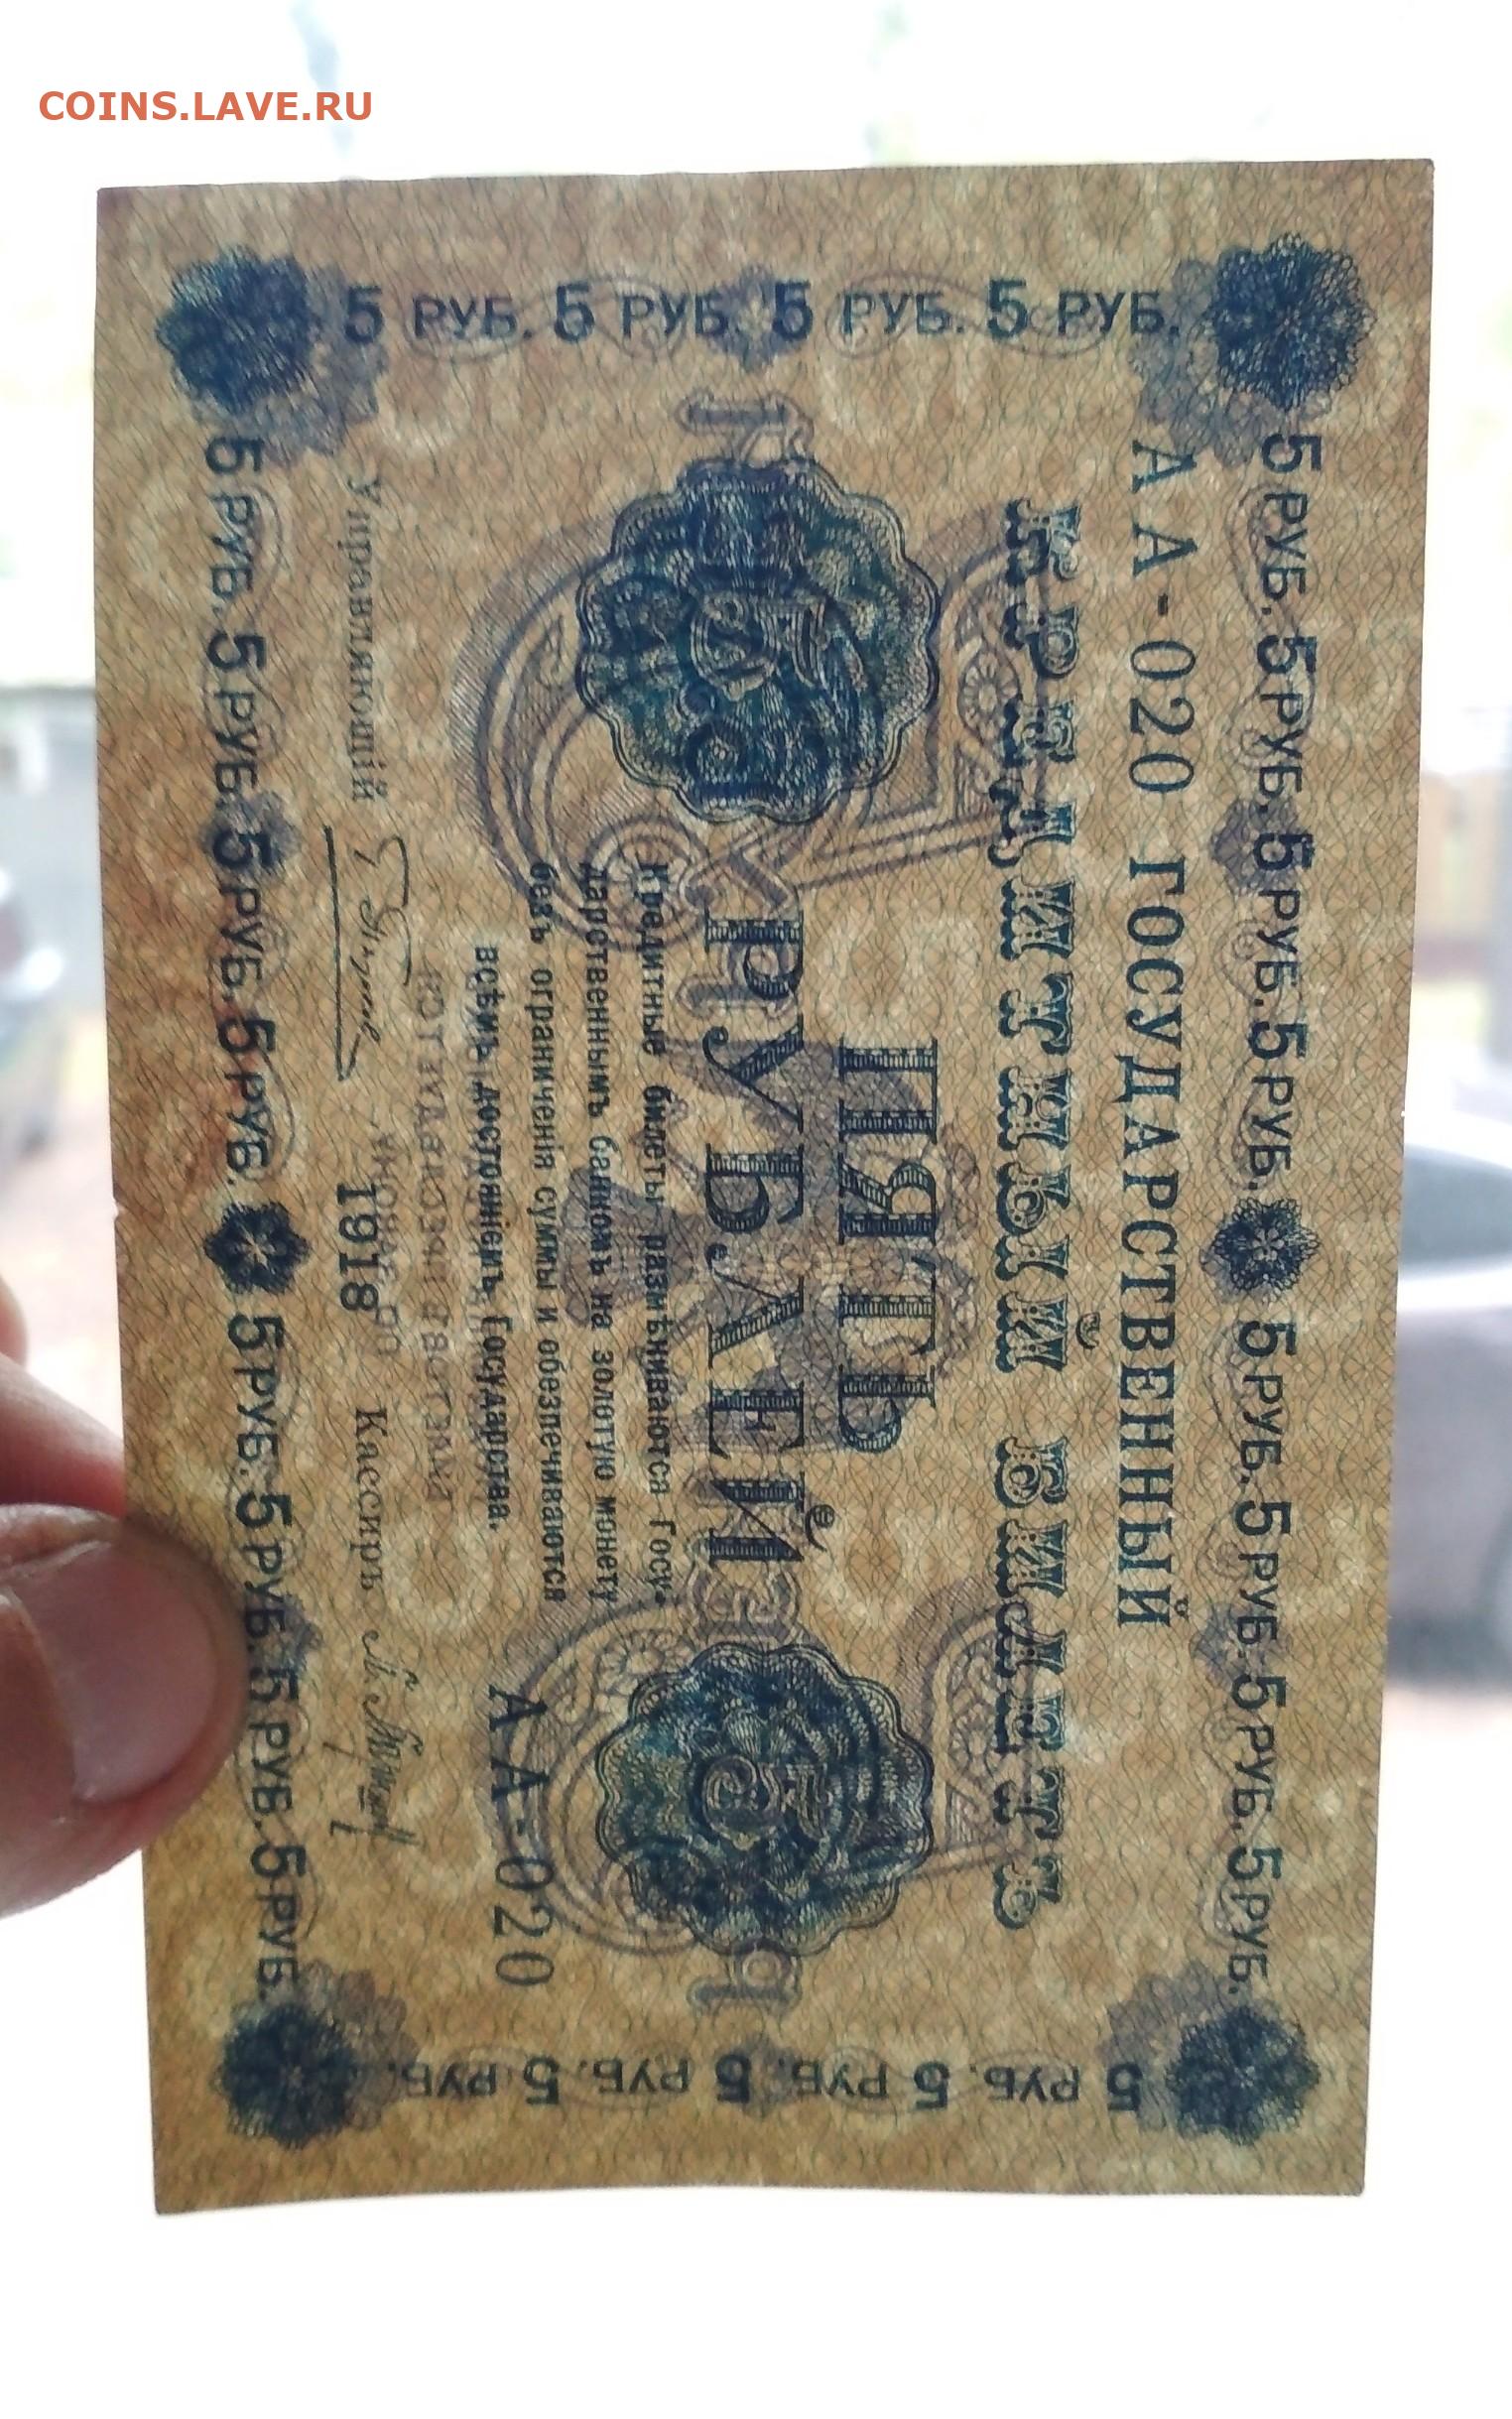 COINS.LAVE.RU
5 РУБ. 5 РУБ. 5 РУБ. 5 РУБ.
5 РУБ. 5 РУБ. 5 РУБ. 5 РУБ. 5 РУБ. 5 РУБ. 5 РУБ. 5 РУБ.
АА-020 ГОСУДАРСТВЕННЫЙ
КРЕДИТНЫЙ БИЛЕТЪ
ПЯТЬ
РУБЛЕЙ
Кредитные билеты размѣниваются Госу-
дарственнымъ банкомъ на золотую монету
безъ ограниченія суммы и обезпечиваются
всѣмъ достояніемъ Государства.
АА-020
Управляющій
1918
Кассиръ
5 РУБ. 5 РУБ. 5 РУБ. 5 РУБ. 5 РУБ. 5 РУБ. 5 РУБ. 5 РУБ.
5 РУБ. 5 РУБ. 5 РУБ. 5 РУБ.